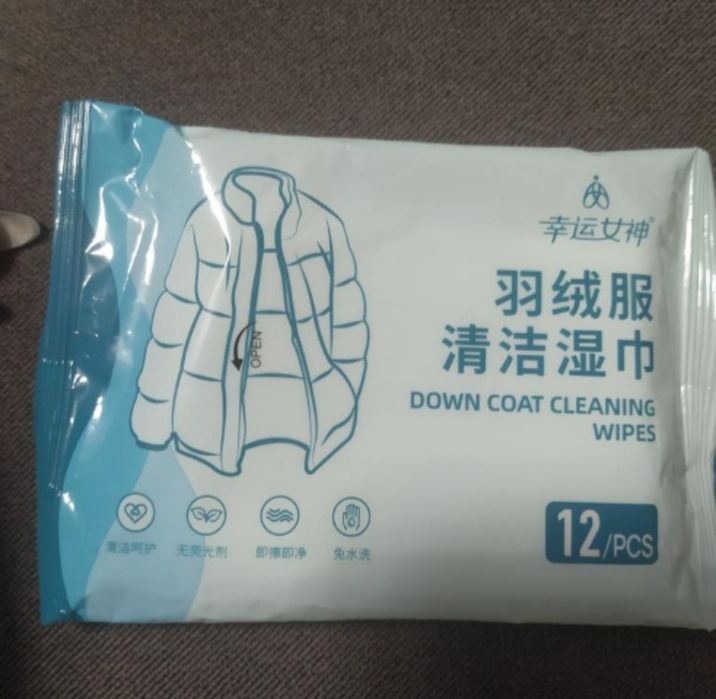 幸运女神®
羽绒服
清洁湿巾
DOWN COAT CLEANING
WIPES
OPEN
清洁呵护
无荧光剂
即擦即净
免水洗
12/PCS